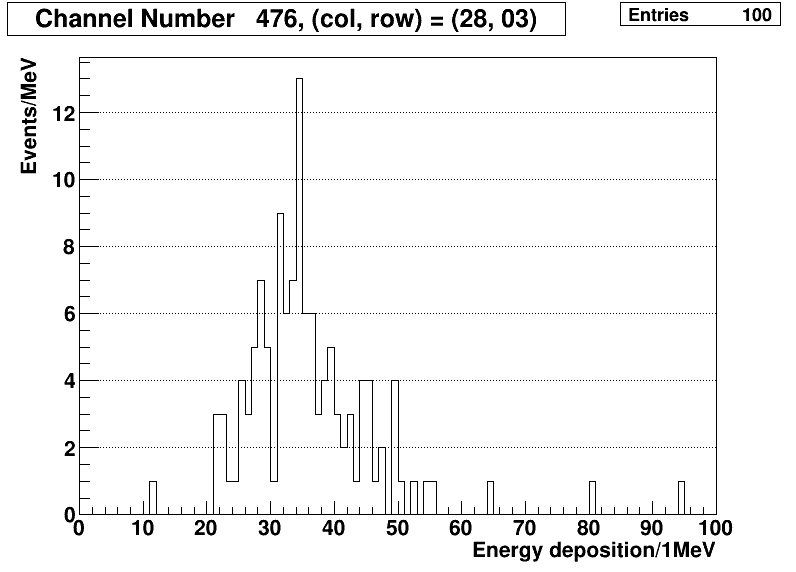 Channel Number 476, (col, row) = (28, 03)
Entries 100
Events/MeV
12
10
8
6
4
2
0
0 10 20 30 40 50 60 70 80 90 100
Energy deposition/1MeV